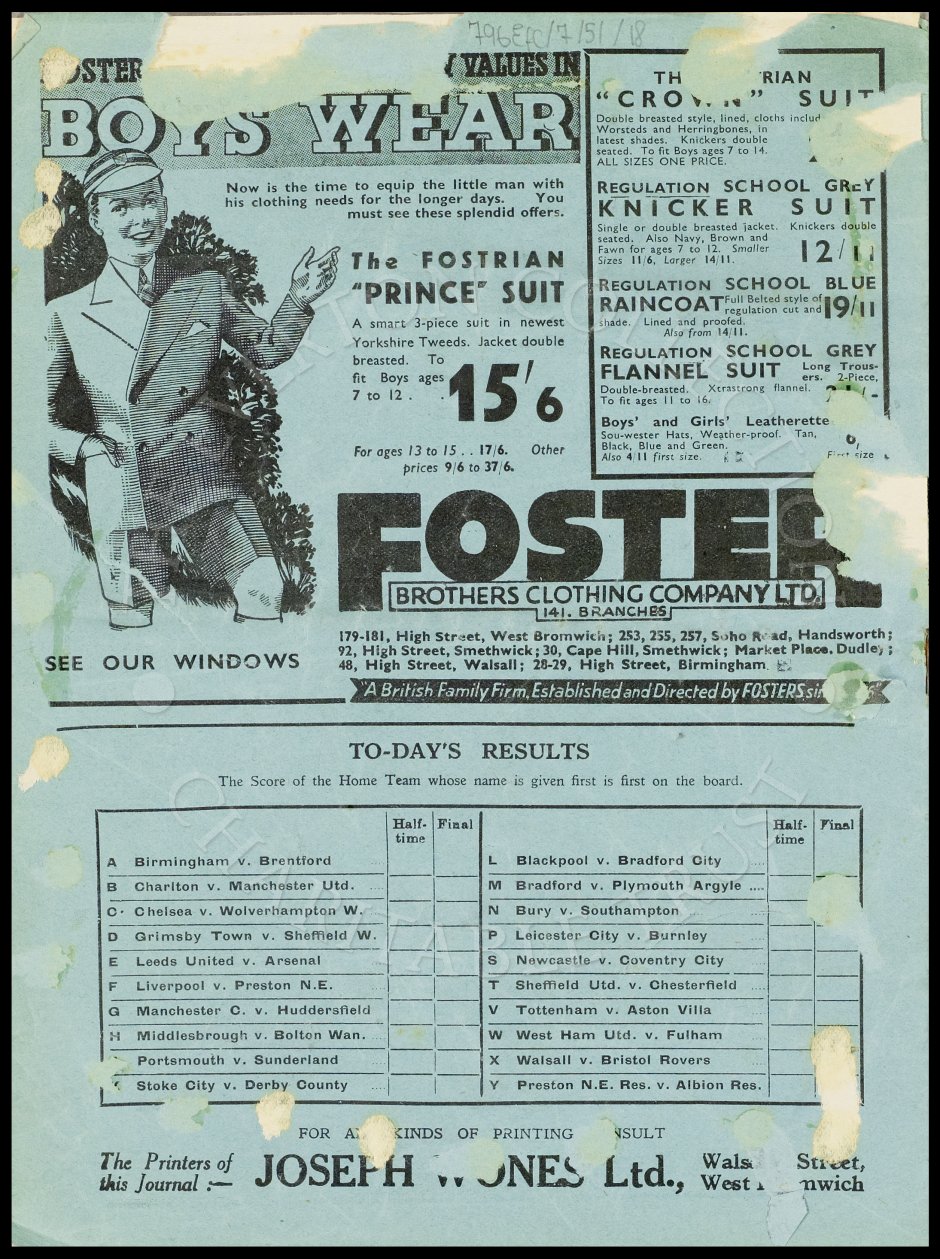 796EFC/7/51/18
FOSTER VALUES IN
BOYS WEAR
Now is the time to equip the little man with
his clothing needs for the longer days. You
must see these splendid offers.
The FOSTRIAN
"PRINCE" SUIT
A smart 3-piece suit in newest
Yorkshire Tweeds. Jacket double
breasted. To
fit Boys ages
7 to 12 . .
15'6
For ages 13 to 15 . . 17/6. Other
prices 9/6 to 37/6.
"CROWN" SUIT
Double breasted style, lined, cloths
Worsteds and Herringbones, in
latest shades. Knickers double
seated. To fit Boys ages 7 to 14.
ALL SIZES ONE PRICE.
REGULATION SCHOOL GREY
KNICKER SUIT
Single or double breasted jacket. Knickers double
seated. Also Navy, Brown and
Fawn for ages 7 to 12. Smaller
Sizes 11/6, Larger 14/11.
12/11
REGULATION SCHOOL BLUE
RAINCOAT Full Belted style of
regulation cut and
19/11
shade. Lined and proofed.
Also from 14/11.
REGULATION SCHOOL GREY
FLANNEL SUIT Long Trous-
ers. 2-Piece,
Double-breasted. Xtrastrong flannel.
To fit ages 11 to 16.
Boys' and Girls' Leatherette
Sou-wester Hats, Weather-proof. Tan,
Black, Blue and Green.
Also 4/11 first size. First size
FOSTER
BROTHERS CLOTHING COMPANY LTD.
141. BRANCHES
179-181, High Street, West Bromwich; 253, 255, 257, Soho Road, Handsworth;
92, High Street, Smethwick; 30, Cape Hill, Smethwick; Market Place, Dudley;
48, High Street, Walsall; 28-29, High Street, Birmingham.
SEE OUR WINDOWS
"A British Family Firm, Established and Directed by FOSTERS
TO-DAY'S RESULTS
The Score of the Home Team whose name is given first is first on the board.
Half-time Final
A Birmingham v. Brentford ....
B Charlton v. Manchester Utd. ....
C Chelsea v. Wolverhampton W.
D Grimsby Town v. Sheffield W.
E Leeds United v. Arsenal ....
F Liverpool v. Preston N.E. ....
G Manchester C. v. Huddersfield
H Middlesbrough v. Bolton Wan.
Portsmouth v. Sunderland ....
Stoke City v. Derby County ....
Half-time Final
L Blackpool v. Bradford City ....
M Bradford v. Plymouth Argyle ....
N Bury v. Southampton ....
P Leicester City v. Burnley ....
S Newcastle v. Coventry City ....
T Sheffield Utd. v. Chesterfield ....
V Tottenham v. Aston Villa ....
W West Ham Utd. v. Fulham ....
X Walsall v. Bristol Rovers ....
Y Preston N.E. Res. v. Albion Res.
FOR KINDS OF PRINTING
The Printers of
this Journal :—
JOSEPH Ltd.,
Street,
West
CHARITABLE TRUST